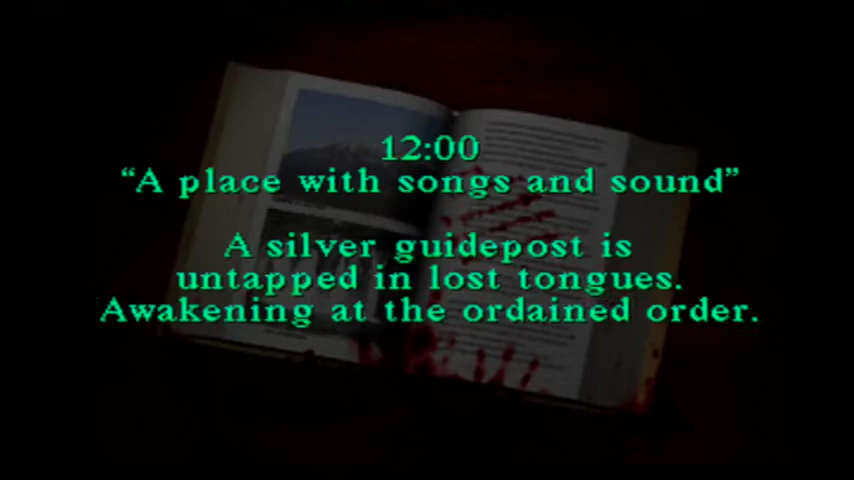 12:00
“A place with songs and sound”
A silver guidepost is
untapped in lost tongues.
Awakening at the ordained order.